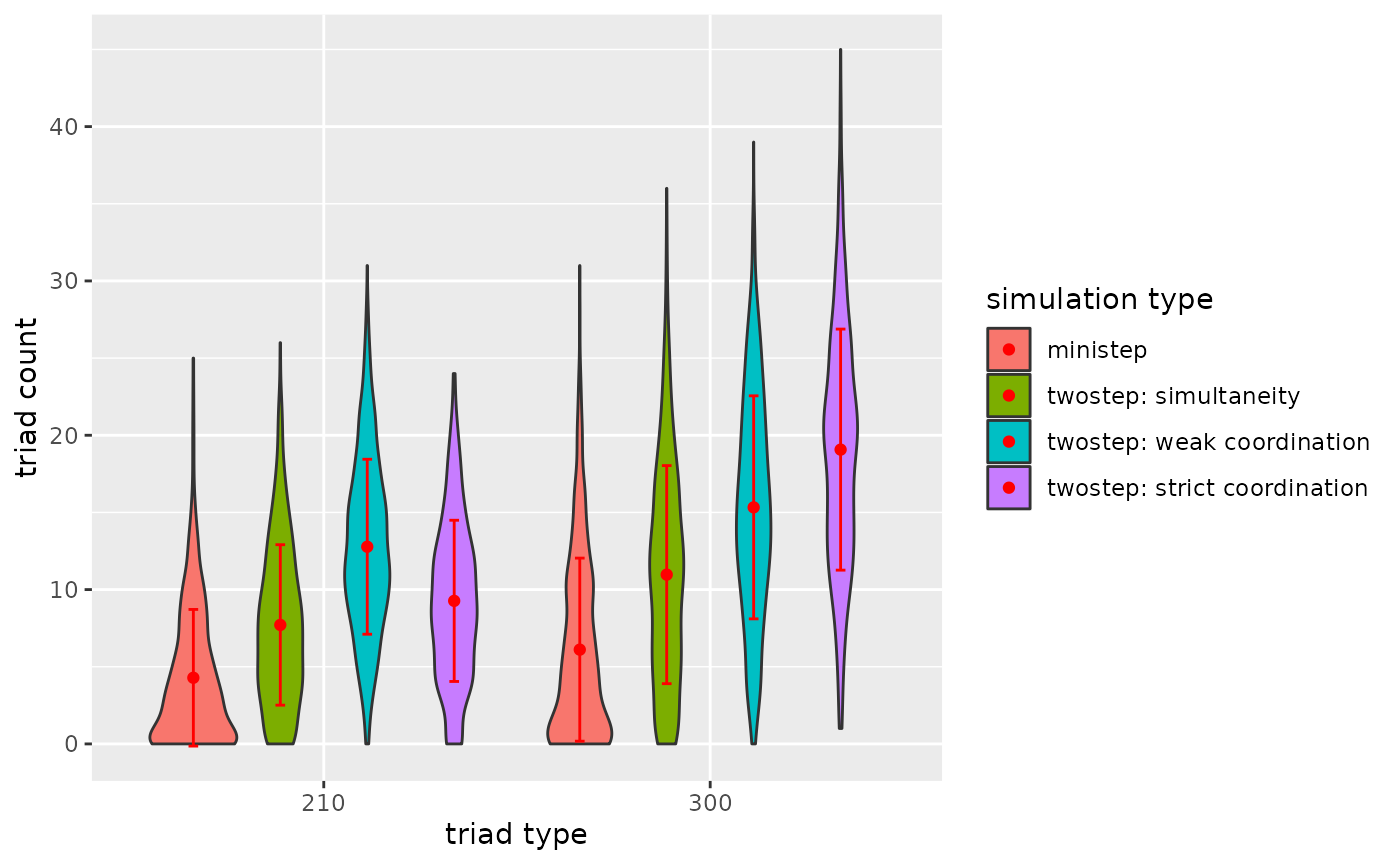 40
30
20
10
0
triad count
210
300
triad type
simulation type
ministep
twostep: simultaneity
twostep: weak coordination
twostep: strict coordination